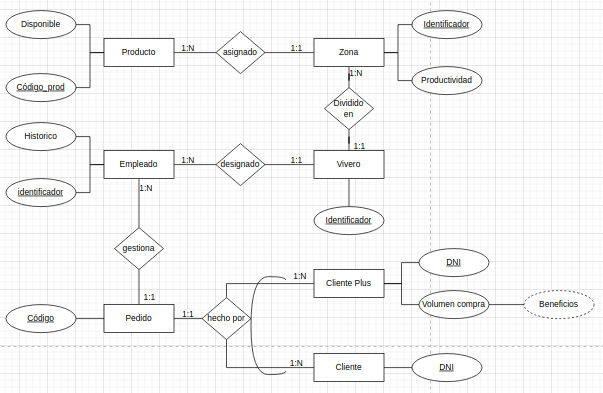 Disponible
Producto
1:N
asignado
1:1
Zona
Identificador
Código_prod
1:N
Productividad
Dividido
en
Historico
1:1
Empleado
1:N
designado
1:1
Vivero
identificador
1:N
Identificador
gestiona
1:N
Cliente Plus
DNI
1:1
Código
Pedido
1:1
hecho por
Volumen compra
Beneficios
1:N
Cliente
DNI